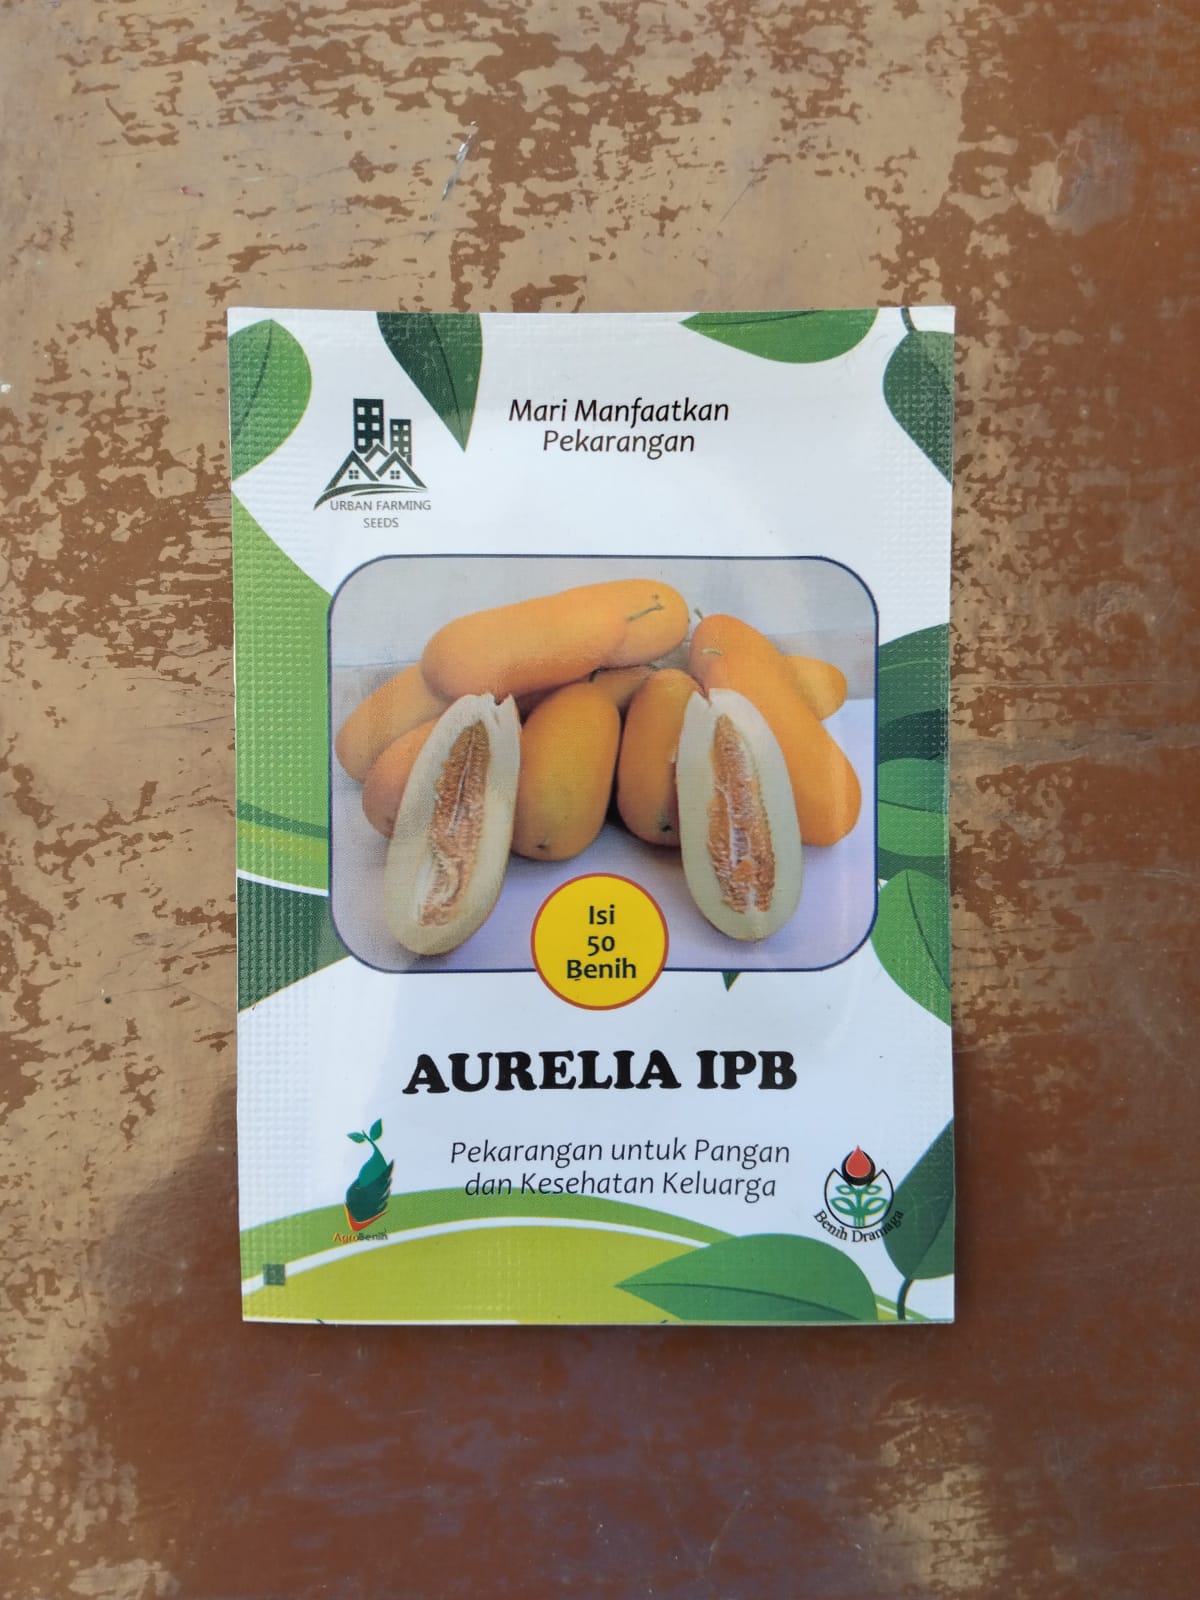 Mari Manfaatkan
Pekarangan
URBAN FARMING
SEEDS
Isi
50
Benih
AURELIA IPB
Pekarangan untuk Pangan
dan Kesehatan Keluarga
AgroBenih
Benih Dramaga